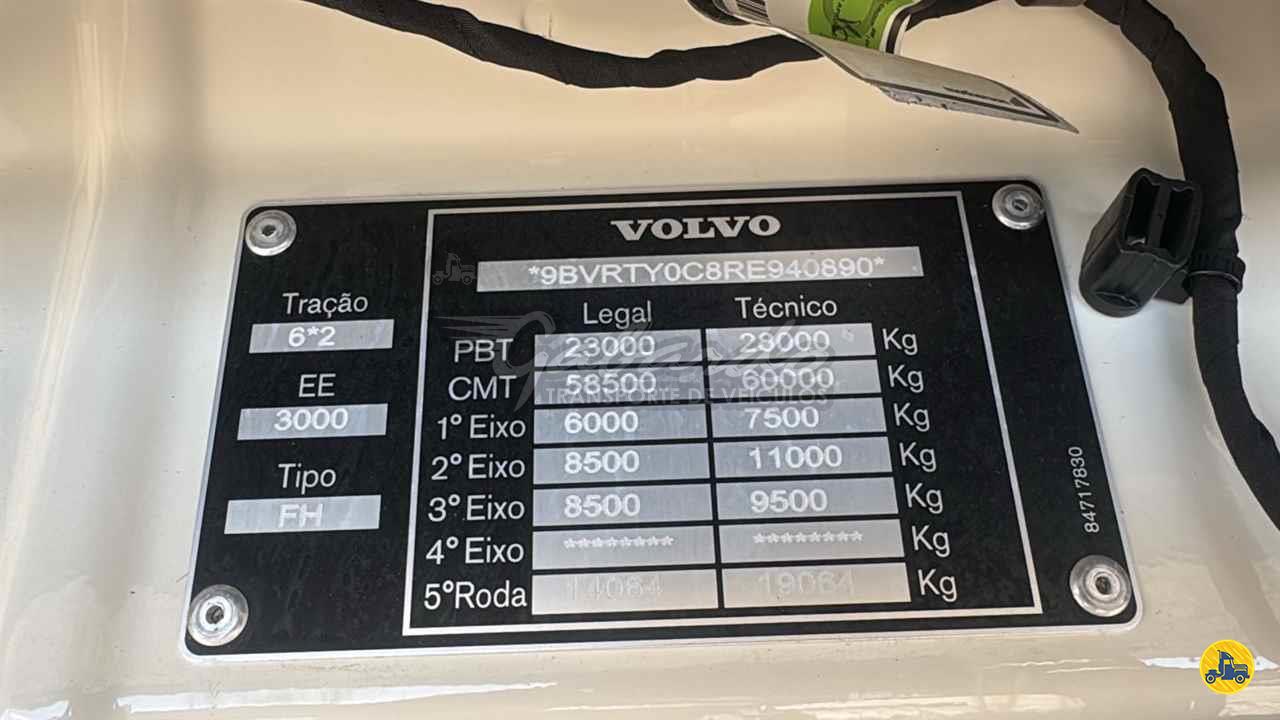 VOLVO
*9BVRTY0C8RE940890*
Tração
6*2
EE
3000
Tipo
FH
Legal Técnico
PBT 23000 28000 Kg
CMT 58500 60000 Kg
1º Eixo 6000 7500 Kg
2º Eixo 8500 11000 Kg
3º Eixo 8500 9500 Kg
4º Eixo ******** ******** Kg
5ºRoda 14084 19064 Kg
84717830
TRANSPORTE DE VEÍCULOS